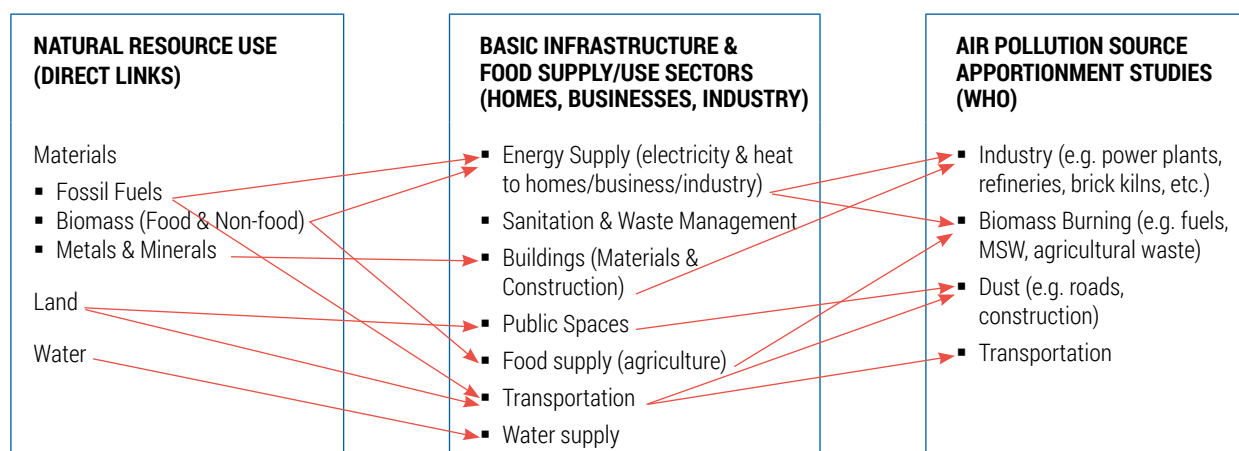 NATURAL RESOURCE USE
(DIRECT LINKS)
Materials
▪ Fossil Fuels
▪ Biomass (Food & Non-food)
▪ Metals & Minerals
Land
Water
BASIC INFRASTRUCTURE &
FOOD SUPPLY/USE SECTORS
(HOMES, BUSINESSES, INDUSTRY)
▪ Energy Supply (electricity & heat
to homes/business/industry)
▪ Sanitation & Waste Management
▪ Buildings (Materials &
Construction)
▪ Public Spaces
▪ Food supply (agriculture)
▪ Transportation
▪ Water supply
AIR POLLUTION SOURCE
APPORTIONMENT STUDIES
(WHO)
▪ Industry (e.g. power plants,
refineries, brick kilns, etc.)
▪ Biomass Burning (e.g. fuels,
MSW, agricultural waste)
▪ Dust (e.g. roads,
construction)
▪ Transportation